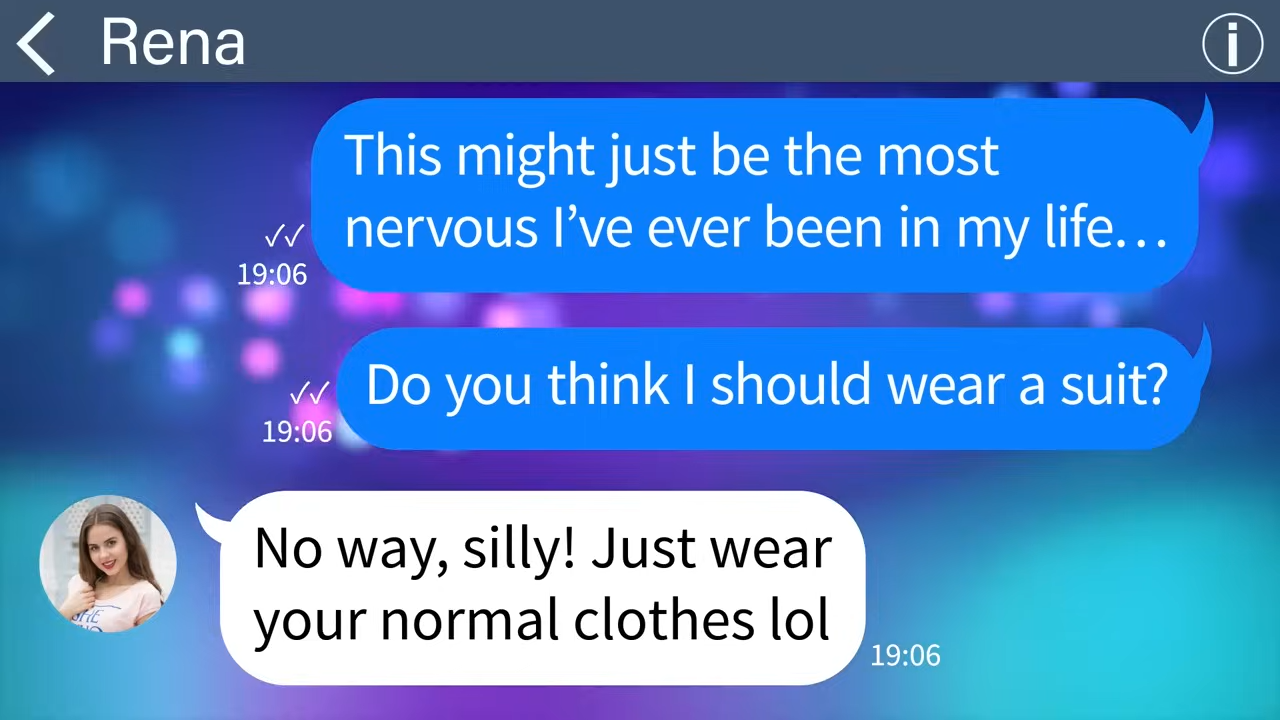 Rena
This might just be the most
nervous I’ve ever been in my life…
19:06
Do you think I should wear a suit?
19:06
No way, silly! Just wear
your normal clothes lol
19:06